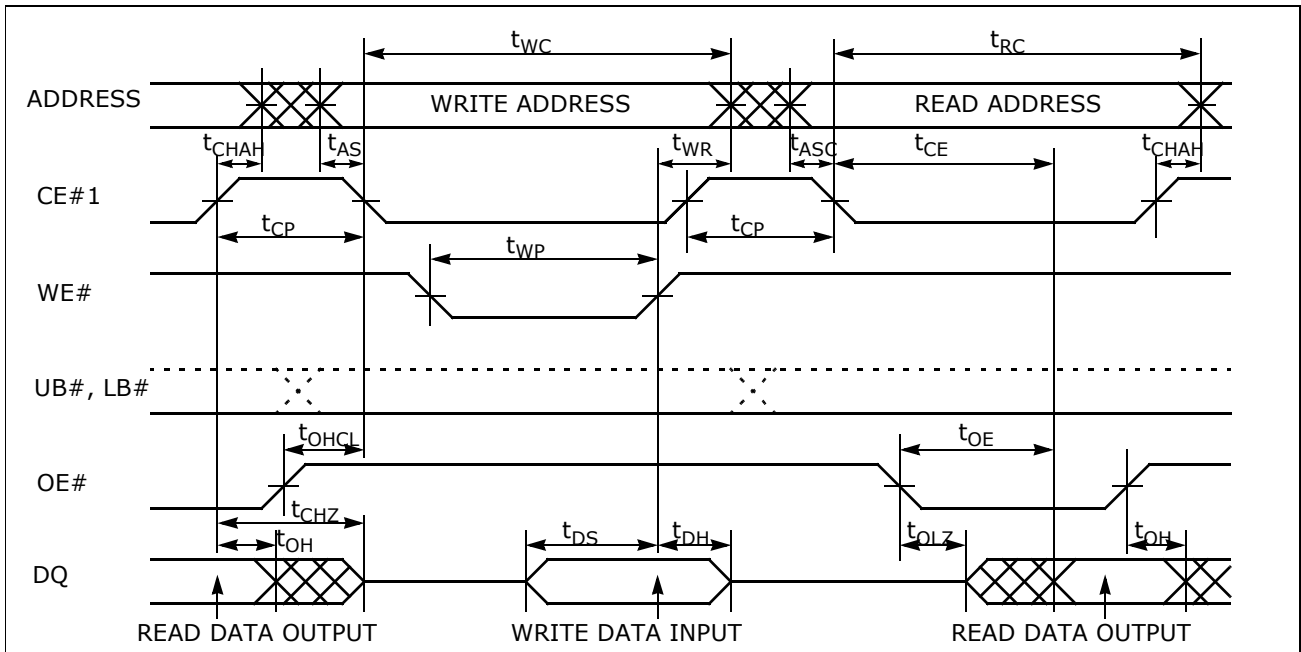 tWC tRC
ADDRESS WRITE ADDRESS READ ADDRESS
tCHAH tAS tWR tASC tCE tCHAH
CE#1
tCP tCP
tWP
WE#
UB#, LB#
tOHCL tOE
OE#
tCHZ
tOH tDS tDH tOLZ tOH
DQ
READ DATA OUTPUT WRITE DATA INPUT READ DATA OUTPUT